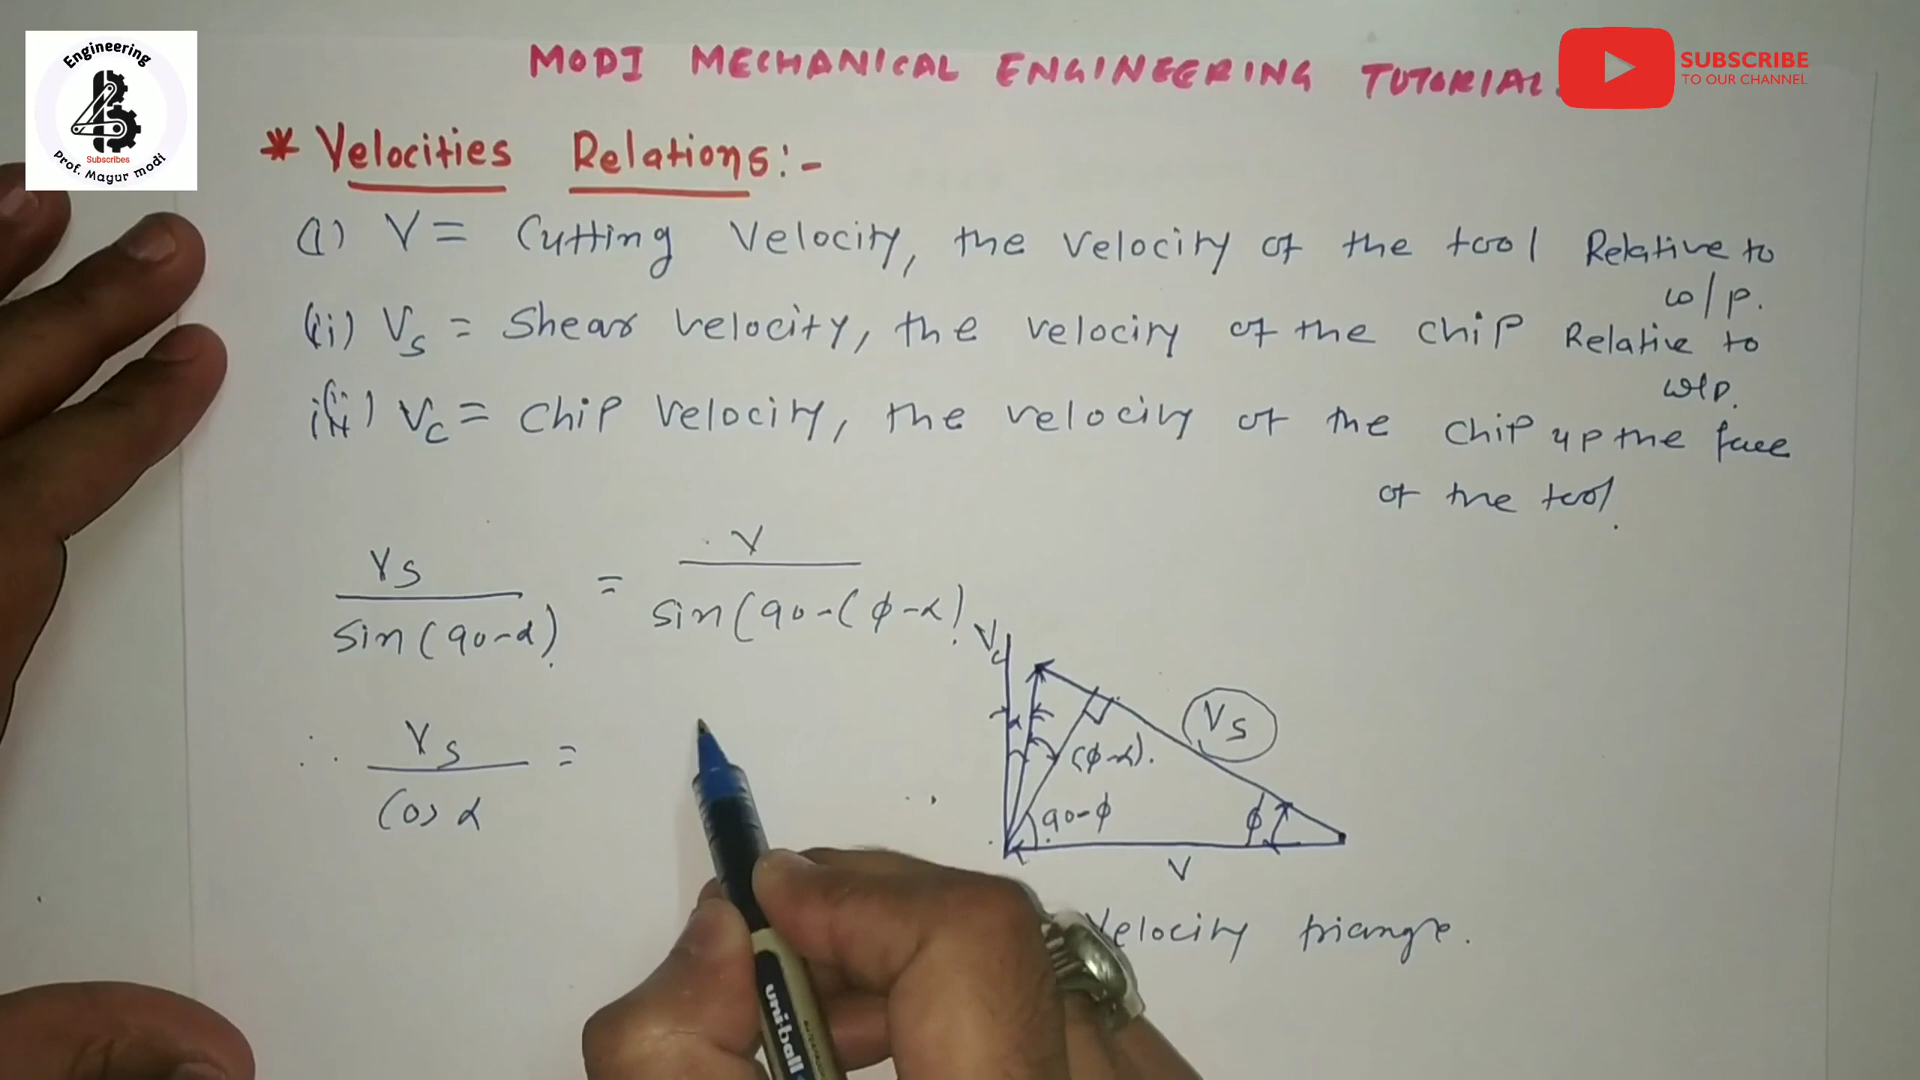 Engineering
Subscribes
Prof. Mayur modi
MODI MECHANICAL ENGINEERING TUTORIAL
SUBSCRIBE
TO OUR CHANNEL
* Velocities Relations:-
(i) V = Cutting Velocity, the velocity of the tool Relative to
w/p.
(ii) Vs = Shear velocity, the velocity of the chip Relative to
w/p.
iii) Vc = Chip velocity, the velocity of the chip up the face
of the tool.
Vs / sin(90-α) = V / sin(90-(ϕ-α)
∴ Vs / Cos α =
Vc
Vs
(ϕ-α).
90-ϕ
ϕ
α
V
Velocity triangle.
uni-ball